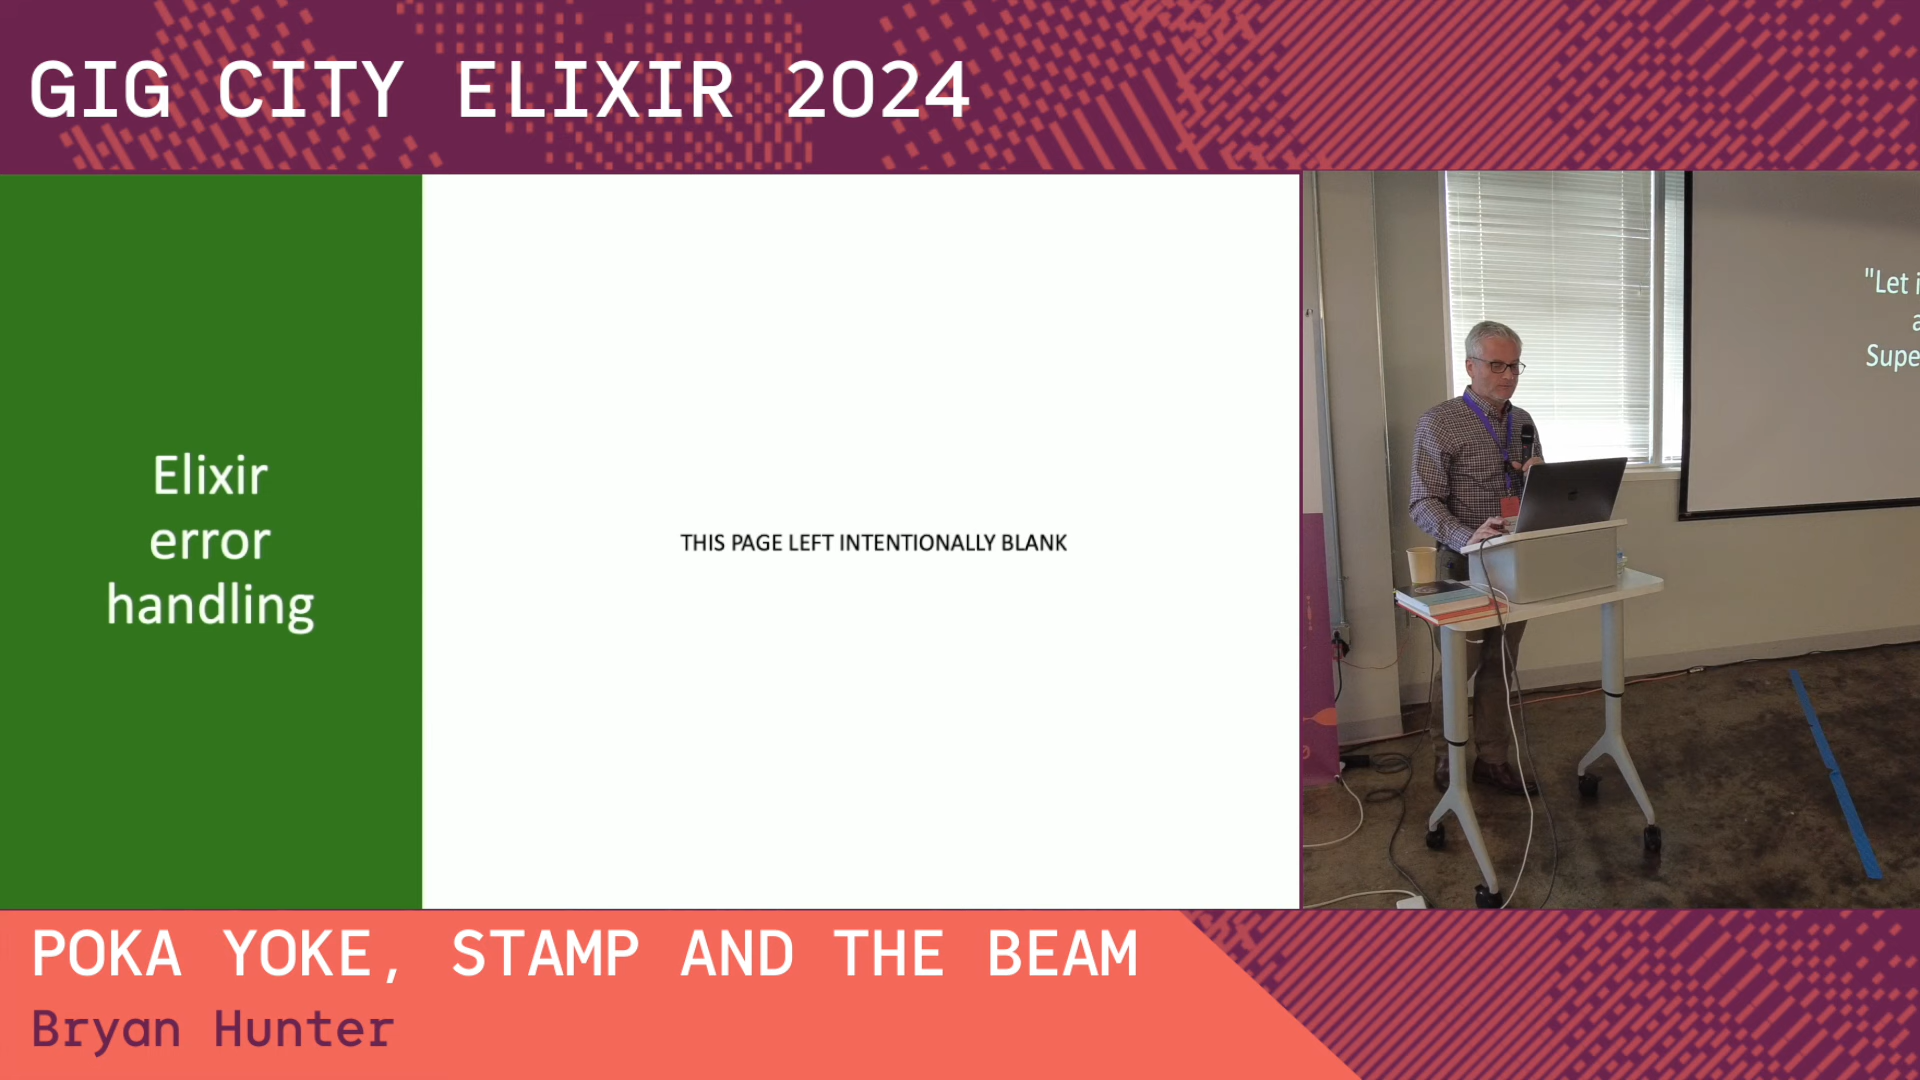 GIG CITY ELIXIR 2024
Elixir
error
handling
THIS PAGE LEFT INTENTIONALLY BLANK
"Let
POKA YOKE, STAMP AND THE BEAM
Bryan Hunter